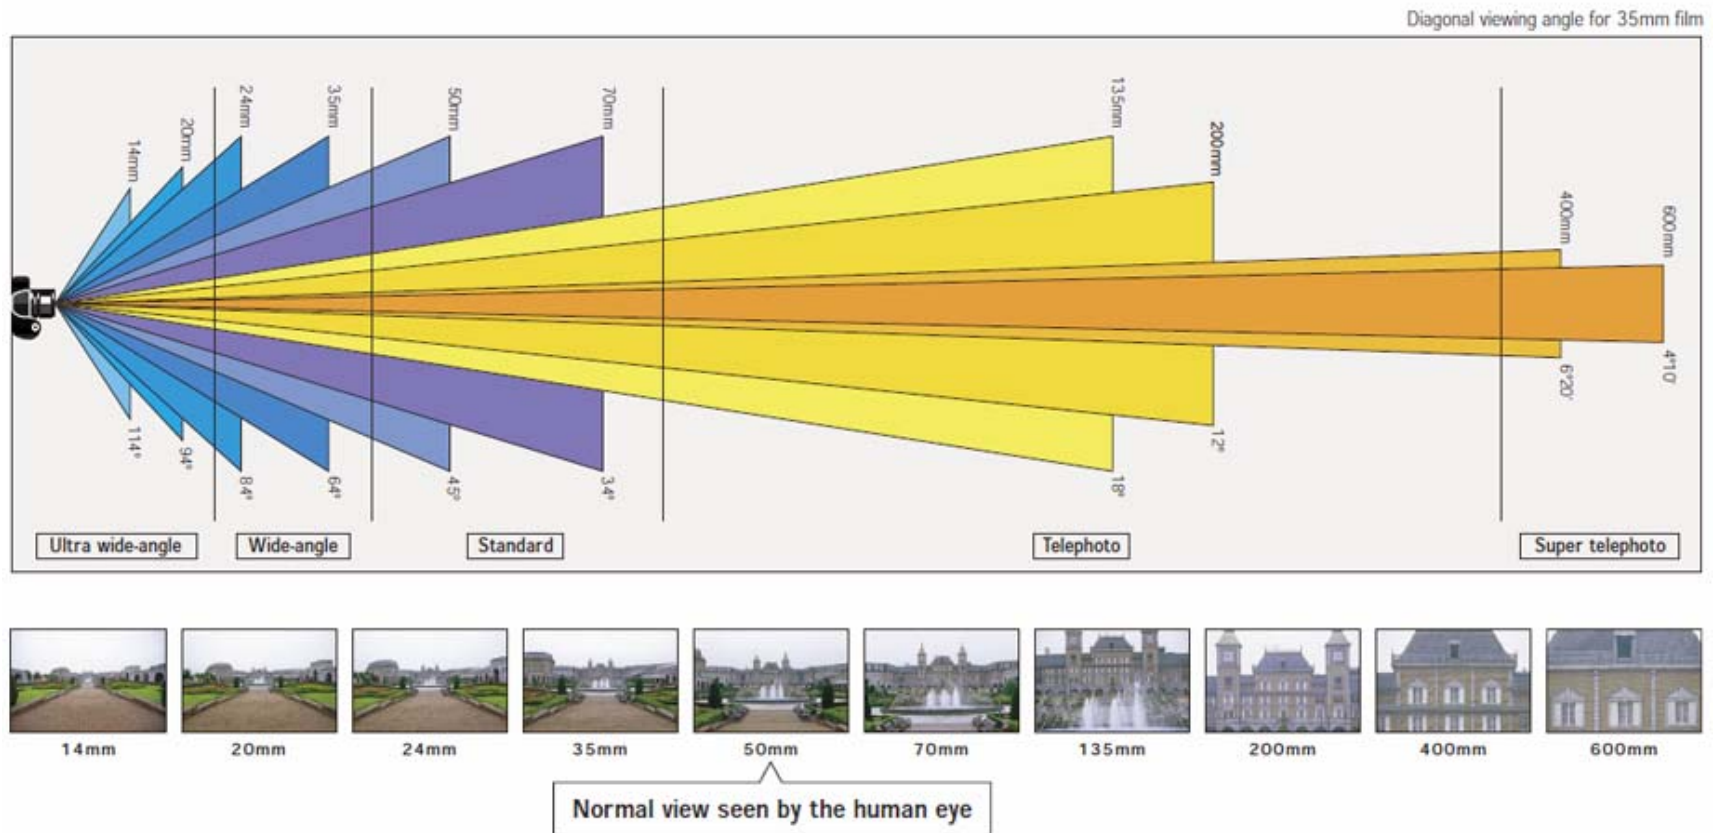 Diagonal viewing angle for 35mm film
14mm
20mm
24mm
35mm
50mm
70mm
135mm
200mm
400mm
600mm
114°
94°
84°
64°
45°
34°
18°
12°
6°20'
4°10'
Ultra wide-angle
Wide-angle
Standard
Telephoto
Super telephoto
14mm
20mm
24mm
35mm
50mm
70mm
135mm
200mm
400mm
600mm
Normal view seen by the human eye